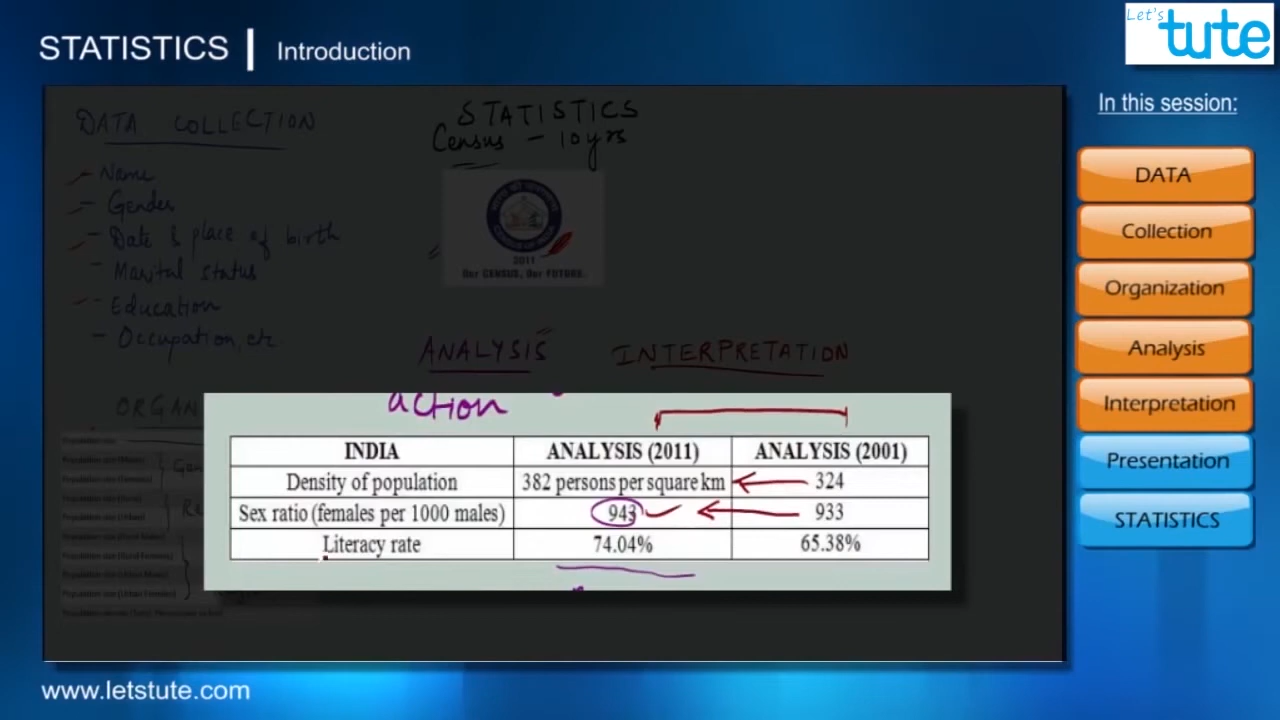 STATISTICS | Introduction
Let's tute
In this session:
DATA
Collection
Organization
Analysis
Interpretation
Presentation
STATISTICS
DATA COLLECTION
- Name
- Gender
- Date & place of birth
- Marital status
- Education
- Occupation, etc
STATISTICS
Census - 10 yrs
2011
Our CENSUS, Our FUTURE.
ANALYSIS
INTERPRETATION
ORGAN
action
INDIA ANALYSIS (2011) ANALYSIS (2001)
Density of population 382 persons per square km 324
Sex ratio (females per 1000 males) 943 933
Literacy rate 74.04% 65.38%
www.letstute.com